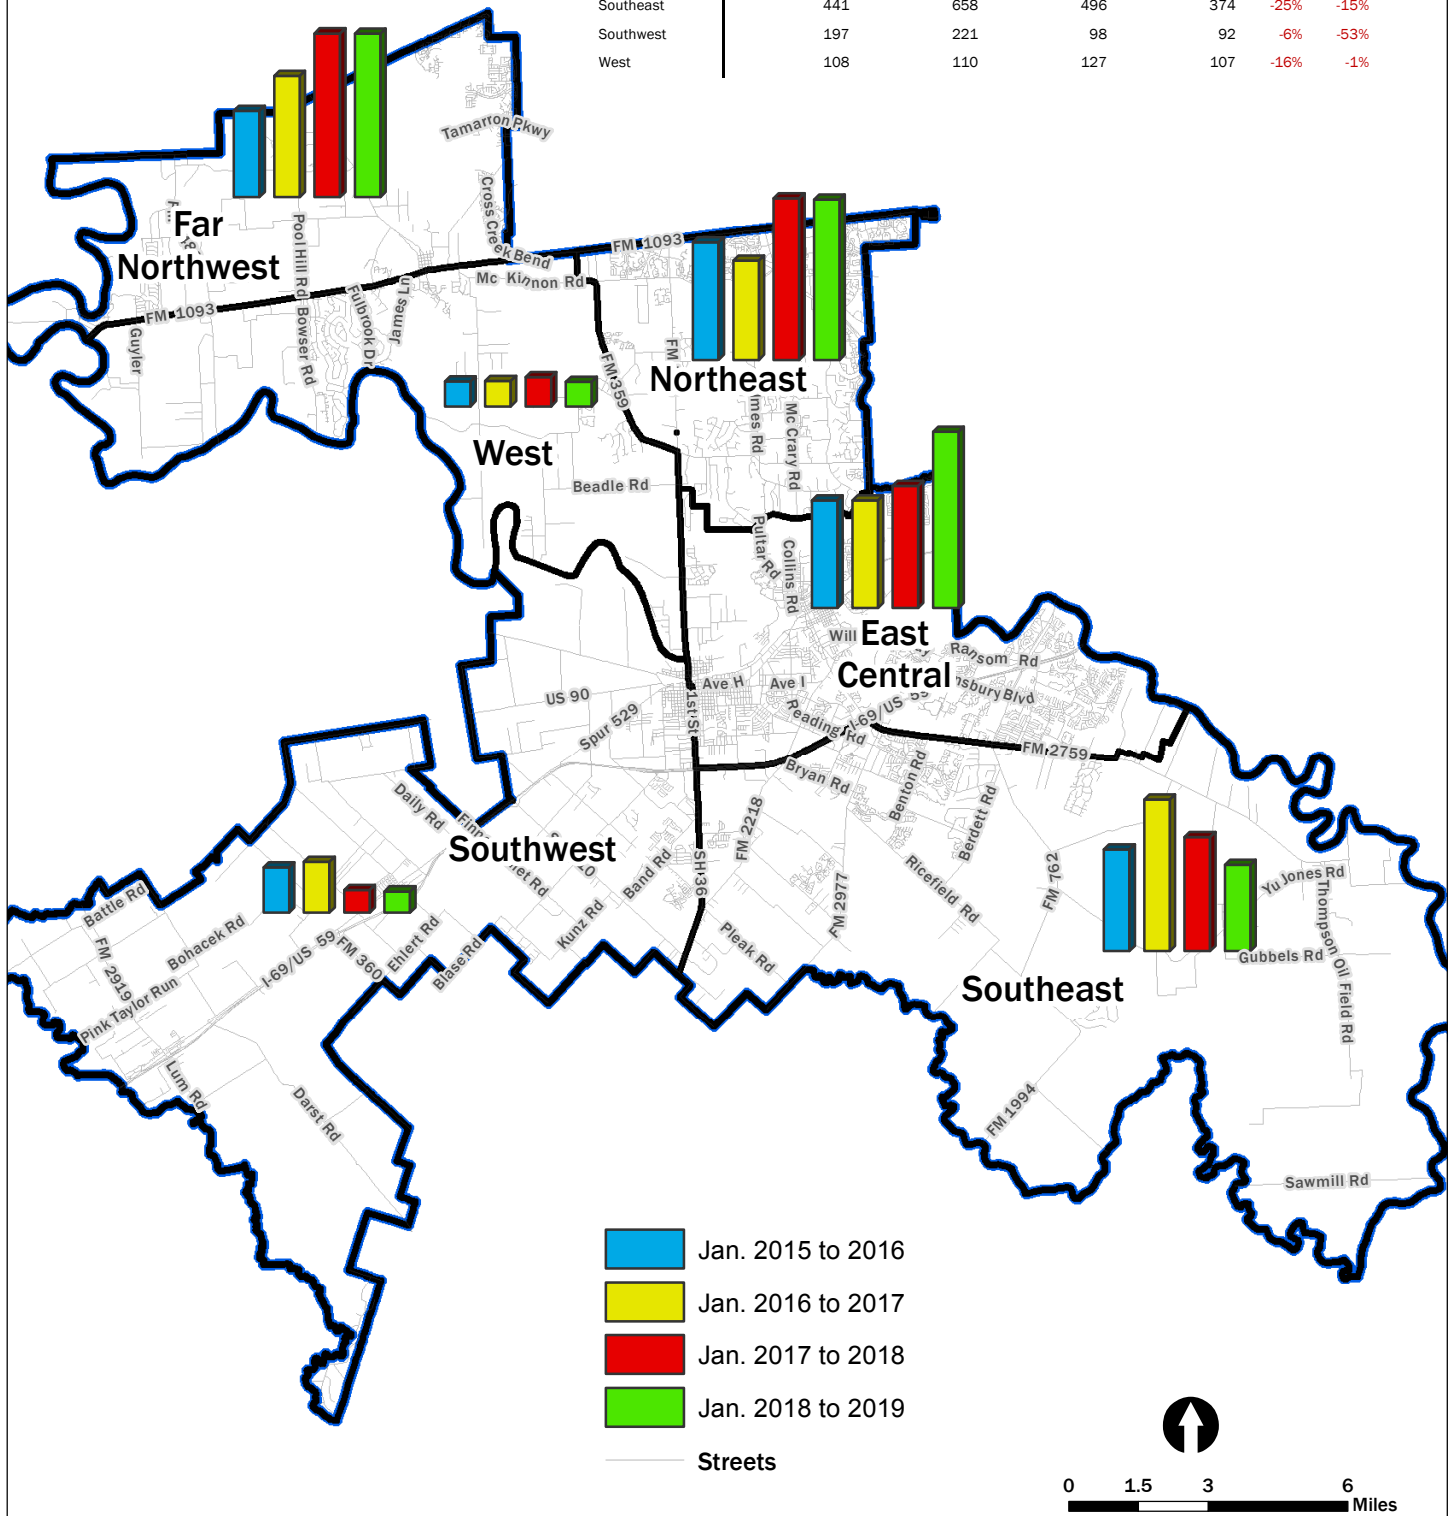 Southeast 441 658 496 374 -25% -15%
Southwest 197 221 98 92 -6% -53%
West 108 110 127 107 -16% -1%
Tamarron Pkwy
Cross Creek Bend
Far
Northwest
Pool Hill Rd
FM 1093
Mc Kinnon Rd
FM 1093
Guyler
Bowser Rd
Fulbrook Dr
James Ln
FM 359
FM
Northeast
West
Mc Crary Rd
Beadle Rd
Pultar Rd
Collins Rd
East
Central
Will
Ransom Rd
US 90
Ave H
Ave I
1st St
Spur 529
Reading Rd
I-69/US 59
FM 2759
Bryan Rd
Benton Rd
Berdett Rd
Daily Rd
Southwest
FM 2218
SH 36
Band Rd
Kunz Rd
FM 2977
Ricefield Rd
FM 762
Yu Jones Rd
Thompson Oil Field Rd
Gubbels Rd
Battle Rd
Bohacek Rd
FM 2919
Pink Taylor Run
I-69/US 59
FM 360
Ehlert Rd
Blase Rd
Pleak Rd
Southeast
Lum Rd
Darst Rd
FM 1994
Sawmill Rd
Jan. 2015 to 2016
Jan. 2016 to 2017
Jan. 2017 to 2018
Jan. 2018 to 2019
Streets
0 1.5 3 6
Miles